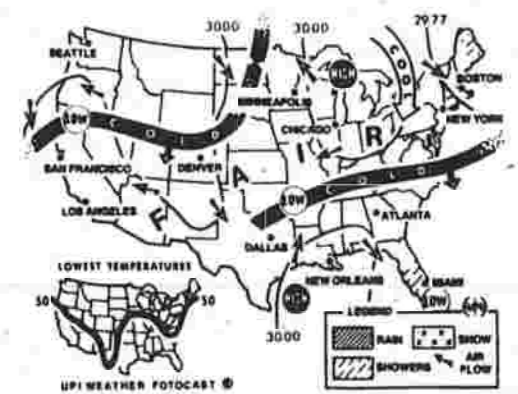 3000
3000
2977
SEATTLE
HIGH
COOL
BOSTON
MINNEAPOLIS
NEW YORK
LOW
COLD
CHICAGO
FAIR
SAN FRANCISCO
DENVER
LOW
COLD
LOS ANGELES
ATLANTA
DALLAS
LOWEST TEMPERATURES
NEW ORLEANS
MIAMI
LOW
50
50
3000
LEGEND
RAIN
SNOW
SHOWERS
AIR FLOW
UPI WEATHER FOTOCAST ©